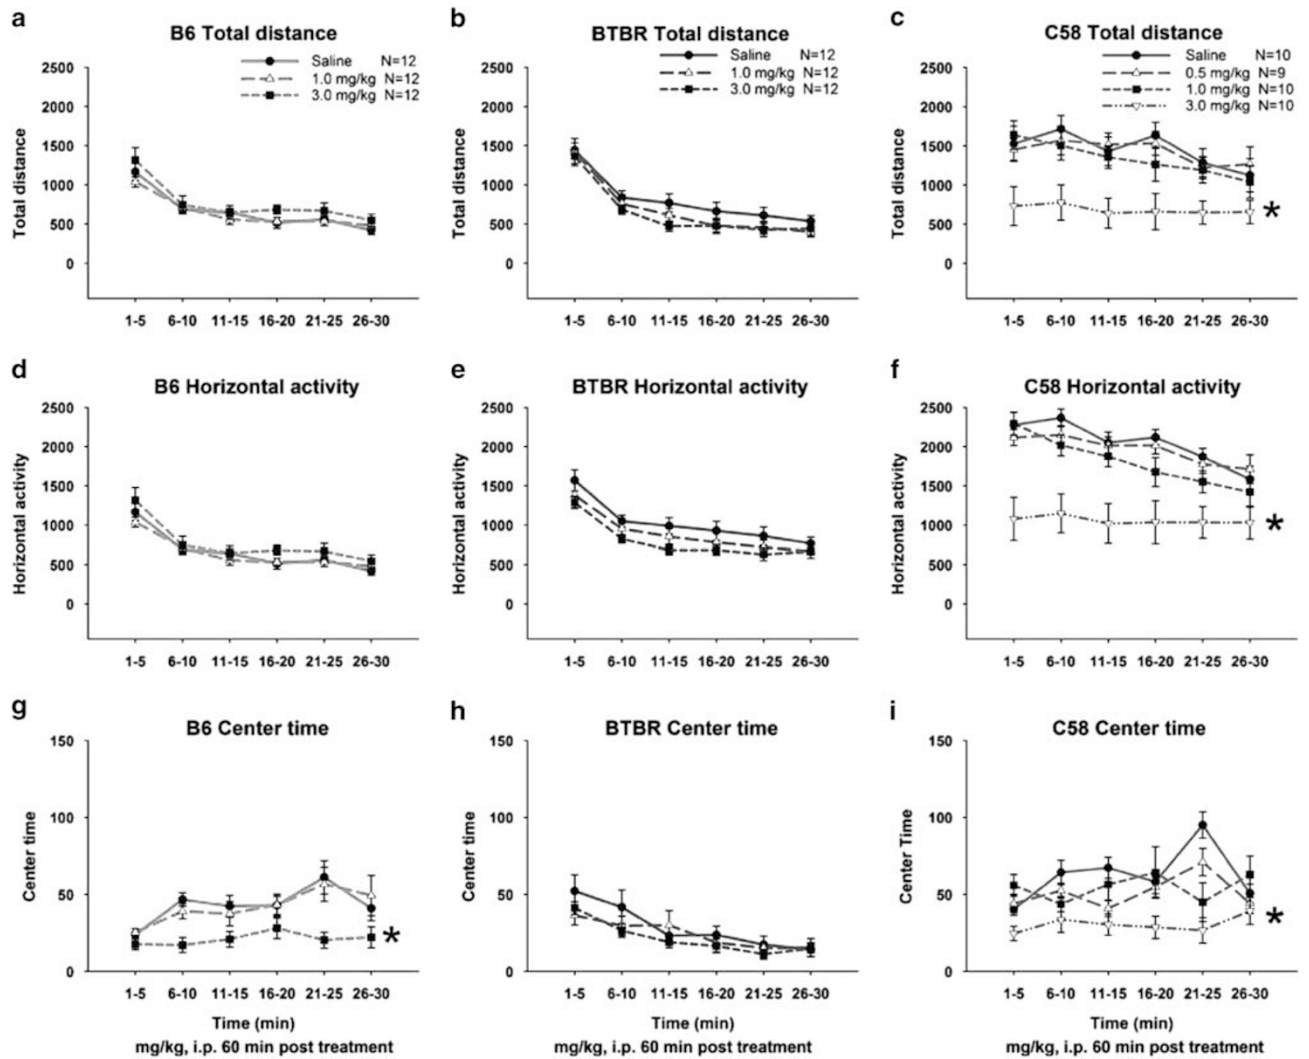 a
B6 Total distance
Saline N=12
1.0 mg/kg N=12
3.0 mg/kg N=12
2500
2000
1500
1000
500
0
Total distance
1-5 6-10 11-15 16-20 21-25 26-30
b
BTBR Total distance
Saline N=12
1.0 mg/kg N=12
3.0 mg/kg N=12
2500
2000
1500
1000
500
0
Total distance
1-5 6-10 11-15 16-20 21-25 26-30
c
C58 Total distance
Saline N=10
0.5 mg/kg N=9
1.0 mg/kg N=10
3.0 mg/kg N=10
2500
2000
1500
1000
500
0
Total distance
*
1-5 6-10 11-15 16-20 21-25 26-30
d
B6 Horizontal activity
2500
2000
1500
1000
500
0
Horizontal activity
1-5 6-10 11-15 16-20 21-25 26-30
e
BTBR Horizontal activity
2500
2000
1500
1000
500
0
Horizontal activity
1-5 6-10 11-15 16-20 21-25 26-30
f
C58 Horizontal activity
2500
2000
1500
1000
500
0
Horizontal activity
*
1-5 6-10 11-15 16-20 21-25 26-30
g
B6 Center time
150
100
50
0
Center time
*
1-5 6-10 11-15 16-20 21-25 26-30
Time (min)
mg/kg, i.p. 60 min post treatment
h
BTBR Center time
150
100
50
0
Center time
1-5 6-10 11-15 16-20 21-25 26-30
Time (min)
mg/kg, i.p. 60 min post treatment
i
C58 Center time
150
100
50
0
Center Time
*
1-5 6-10 11-15 16-20 21-25 26-30
Time (min)
mg/kg, i.p. 60 min post treatment